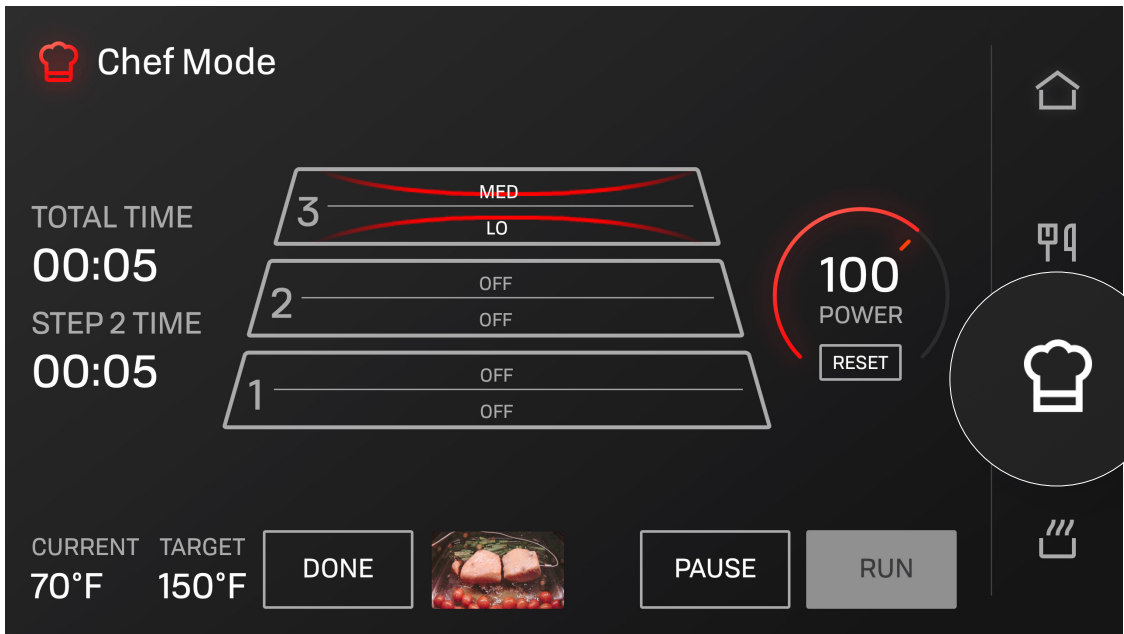 Chef Mode
TOTAL TIME
00:05
STEP 2 TIME
00:05
3
MED
LO
2
OFF
OFF
1
OFF
OFF
100
POWER
RESET
CURRENT
70°F
TARGET
150°F
DONE
PAUSE
RUN